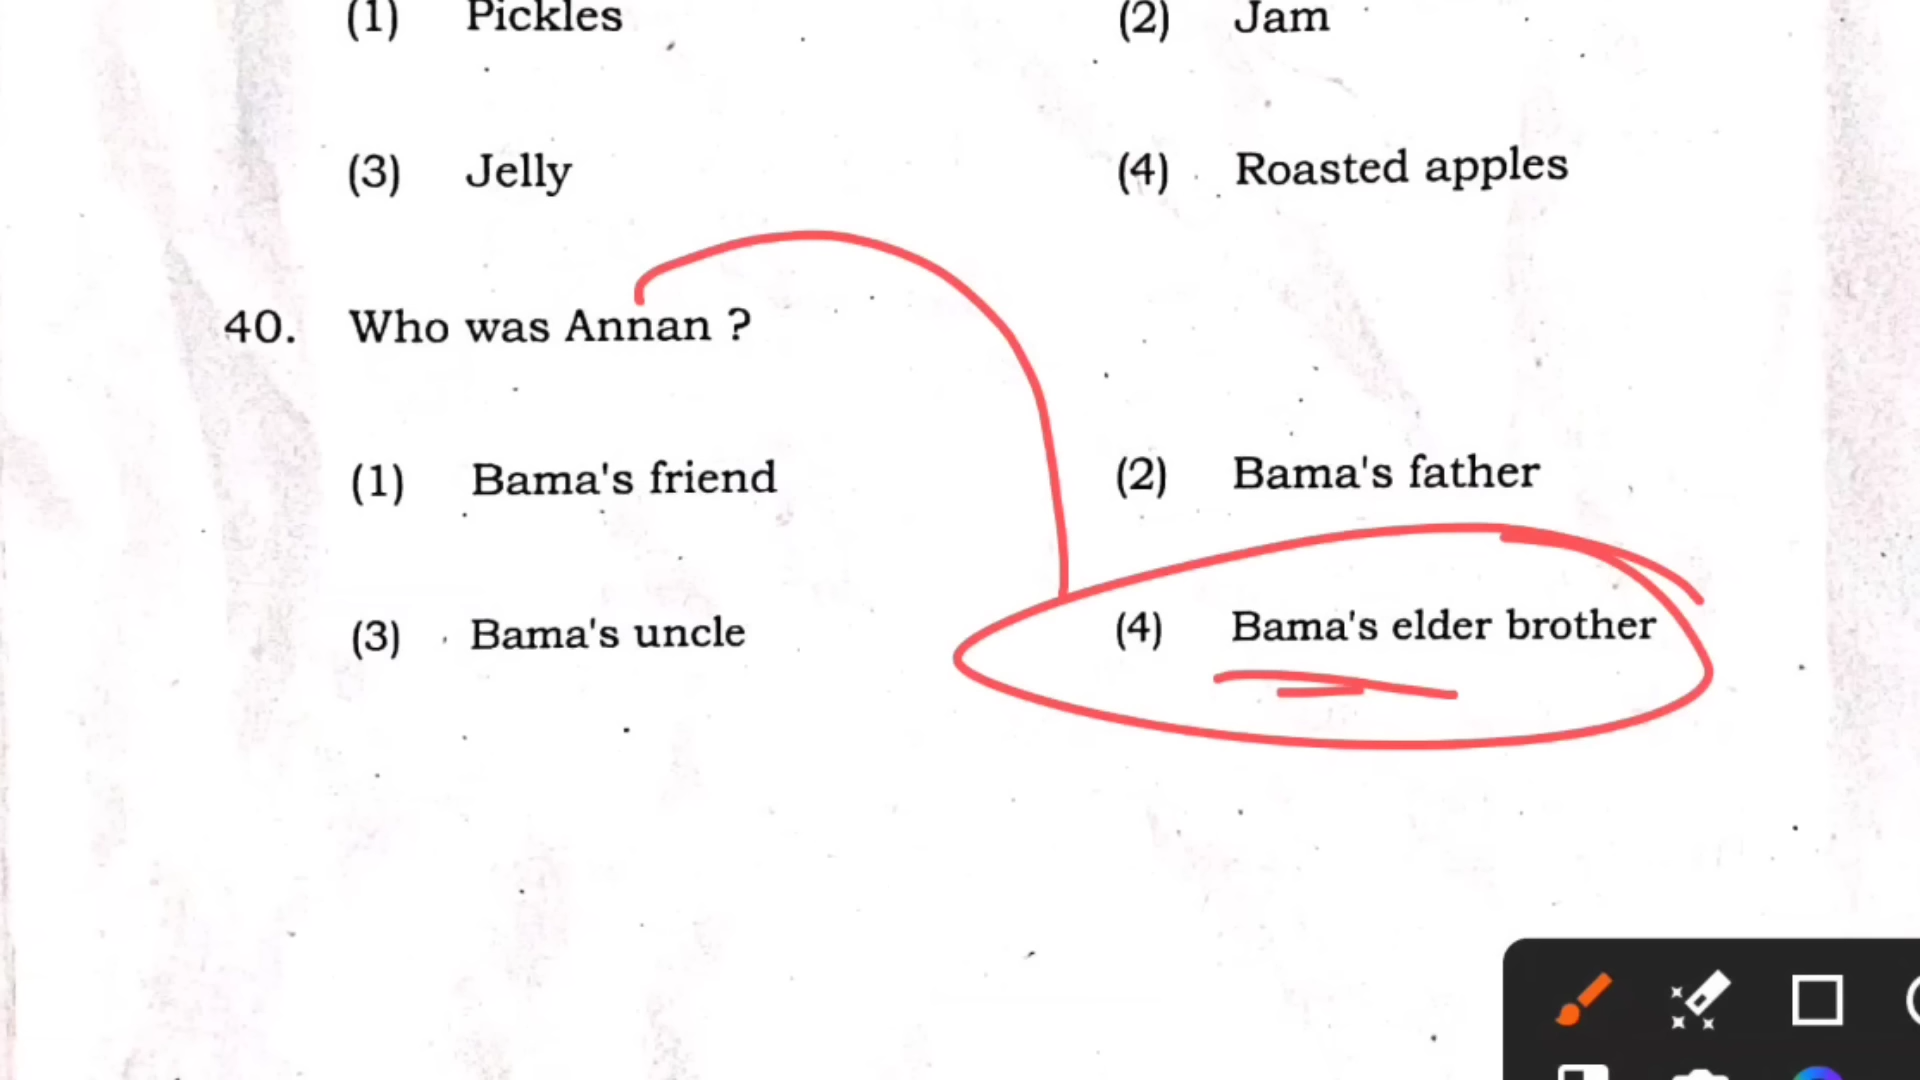 (1) Pickles (2) Jam
(3) Jelly (4) Roasted apples
40. Who was Annan ?
(1) Bama's friend (2) Bama's father
(3) Bama's uncle (4) Bama's elder brother